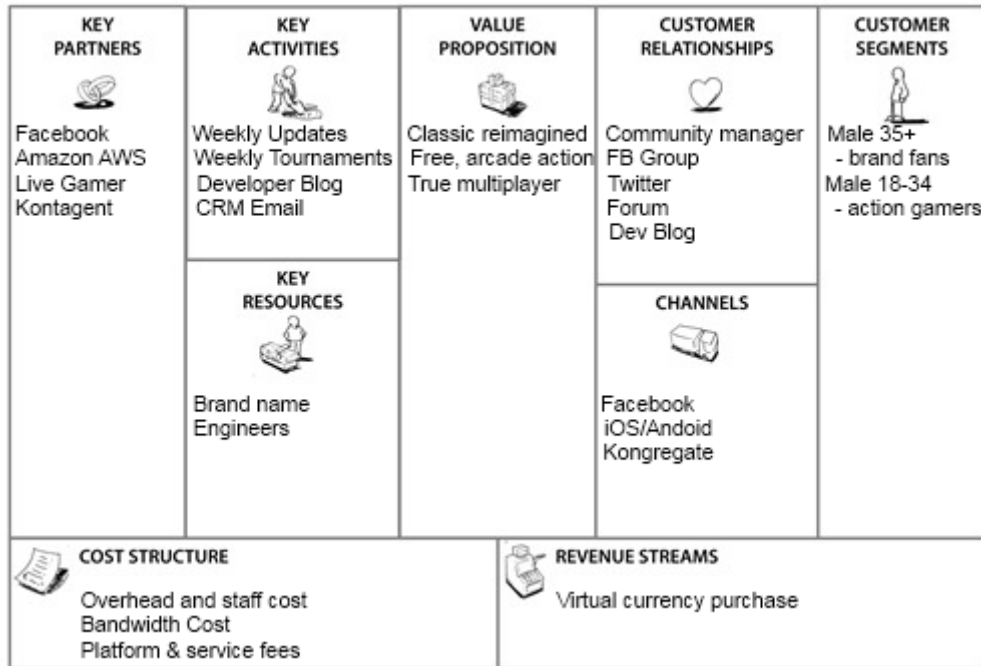 KEY
PARTNERS
Facebook
Amazon AWS
Live Gamer
Kontagent
KEY
ACTIVITIES
Weekly Updates
Weekly Tournaments
Developer Blog
CRM Email
KEY
RESOURCES
Brand name
Engineers
VALUE
PROPOSITION
Classic reimagined
Free, arcade action
True multiplayer
CUSTOMER
RELATIONSHIPS
Community manager
FB Group
Twitter
Forum
Dev Blog
CHANNELS
Facebook
iOS/Andoid
Kongregate
CUSTOMER
SEGMENTS
Male 35+
- brand fans
Male 18-34
- action gamers
COST STRUCTURE
Overhead and staff cost
Bandwidth Cost
Platform & service fees
REVENUE STREAMS
Virtual currency purchase